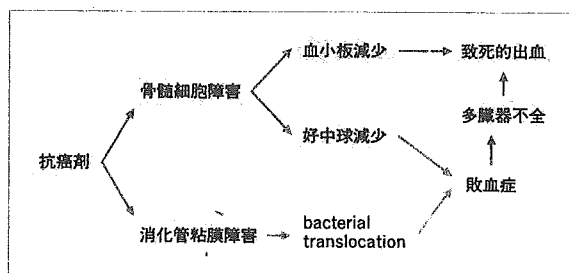 血小板減少
致死的出血
骨髄細胞障害
多臓器不全
好中球減少
抗癌剤
敗血症
消化管粘膜障害
bacterial
translocation